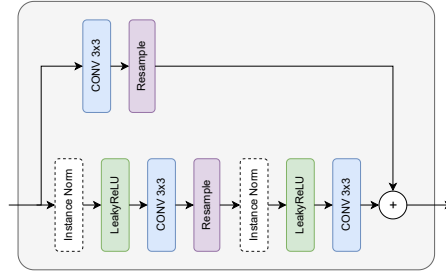 CONV 3x3
Resample
Instance Norm
LeakyReLU
CONV 3x3
Resample
Instance Norm
LeakyReLU
CONV 3x3
+